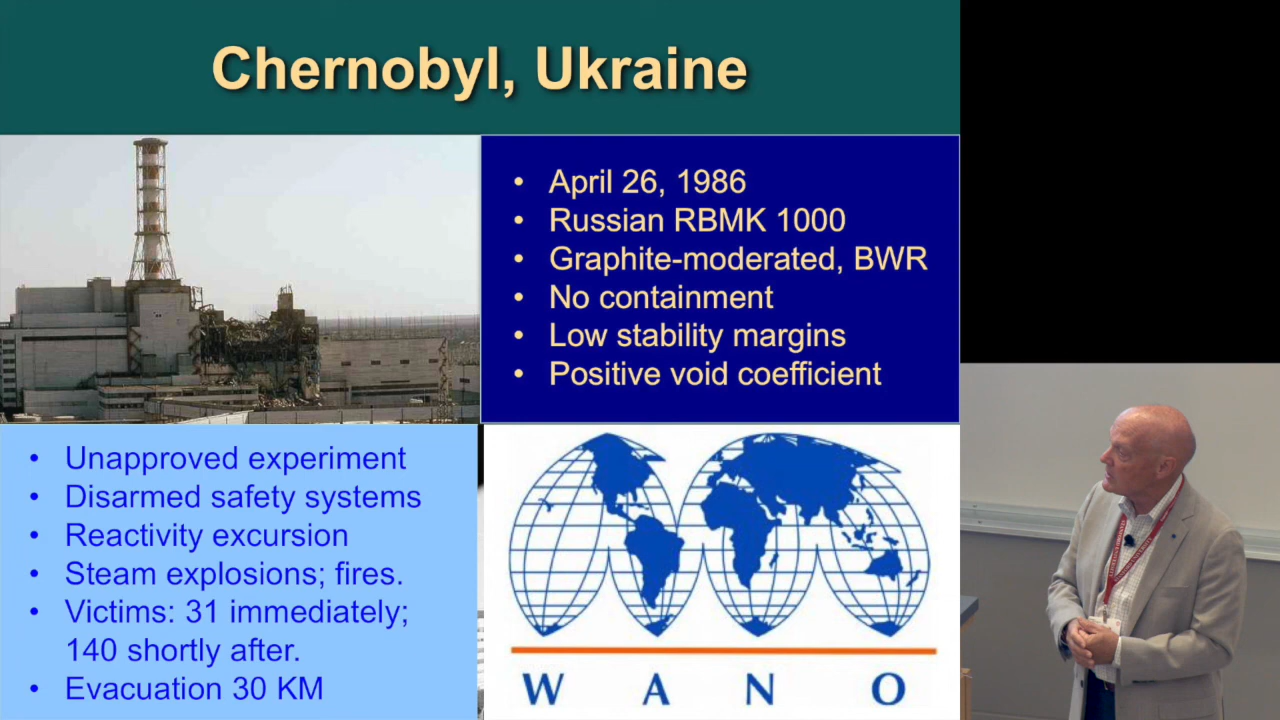 Chernobyl, Ukraine
• April 26, 1986
• Russian RBMK 1000
• Graphite-moderated, BWR
• No containment
• Low stability margins
• Positive void coefficient
• Unapproved experiment
• Disarmed safety systems
• Reactivity excursion
• Steam explosions; fires.
• Victims: 31 immediately;
140 shortly after.
• Evacuation 30 KM
WANO